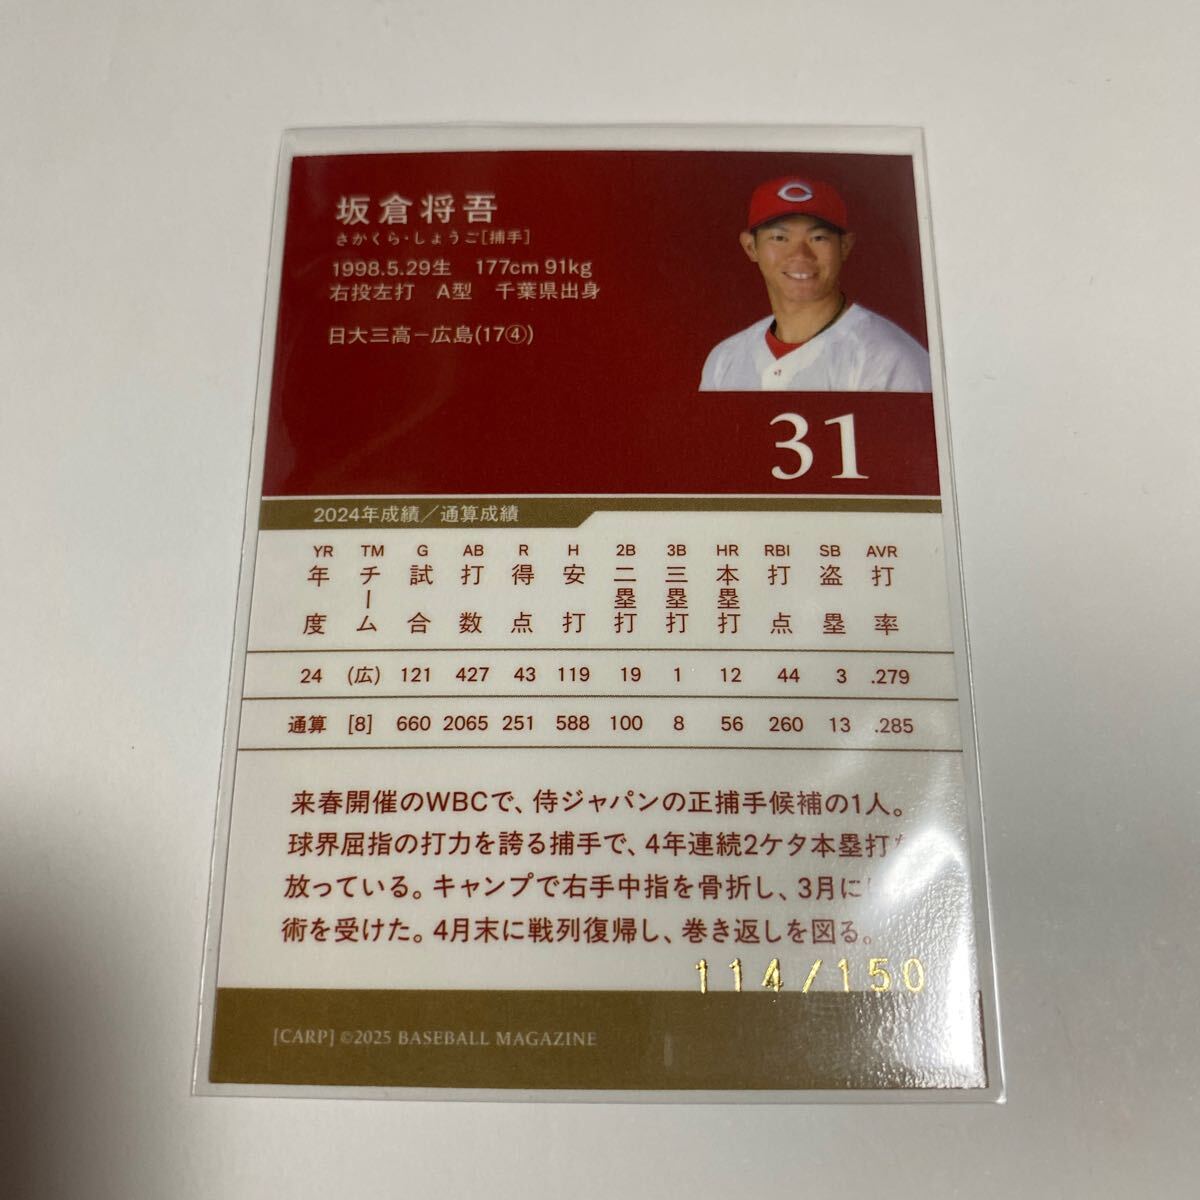 坂倉将吾
さかくら・しょうご[捕手]
1998.5.29生 177cm 91kg
右投左打 A型 千葉県出身
日大三高－広島(17④)
31
2024年成績／通算成績
YR TM G AB R H 2B 3B HR RBI SB AVR
年度 チーム 試合 打数 得点 安打 二塁打 三塁打 本塁打 打点 盗塁 打率
24 (広) 121 427 43 119 19 1 12 44 3 .279
通算 [8] 660 2065 251 588 100 8 56 260 13 .285
来春開催のWBCで、侍ジャパンの正捕手候補の1人。
球界屈指の打力を誇る捕手で、4年連続2ケタ本塁打を
放っている。キャンプで右手中指を骨折し、3月に
術を受けた。4月末に戦列復帰し、巻き返しを図る。
114/150
[CARP] ©2025 BASEBALL MAGAZINE